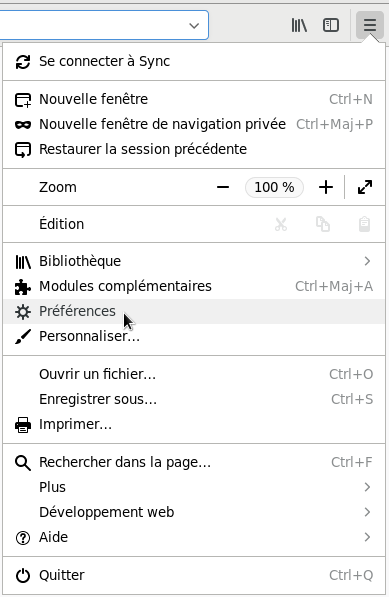 Se connecter à Sync
Nouvelle fenêtre Ctrl+N
Nouvelle fenêtre de navigation privée Ctrl+Maj+P
Restaurer la session précédente
Zoom 100 %
Édition
Bibliothèque
Modules complémentaires Ctrl+Maj+A
Préférences
Personnaliser…
Ouvrir un fichier… Ctrl+O
Enregistrer sous… Ctrl+S
Imprimer…
Rechercher dans la page… Ctrl+F
Plus
Développement web
Aide
Quitter Ctrl+Q